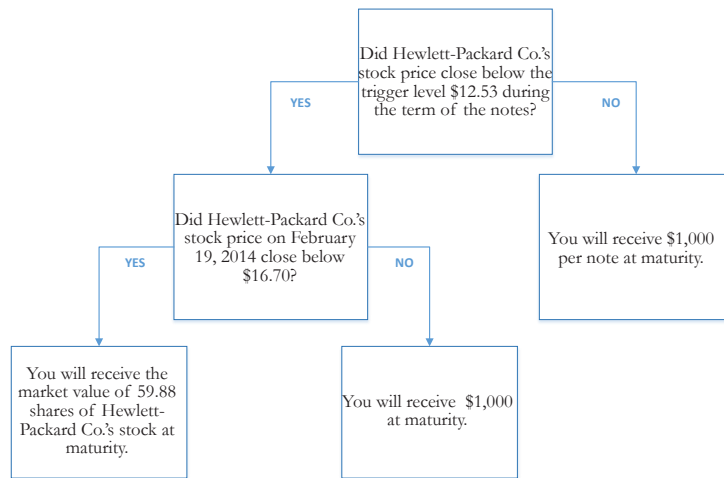 Did Hewlett-Packard Co.'s
stock price close below the
trigger level $12.53 during
the term of the notes?
YES
NO
Did Hewlett-Packard Co.'s
stock price on February
19, 2014 close below
$16.70?
You will receive $1,000
per note at maturity.
YES
NO
You will receive the
market value of 59.88
shares of Hewlett-
Packard Co.'s stock at
maturity.
You will receive $1,000
at maturity.